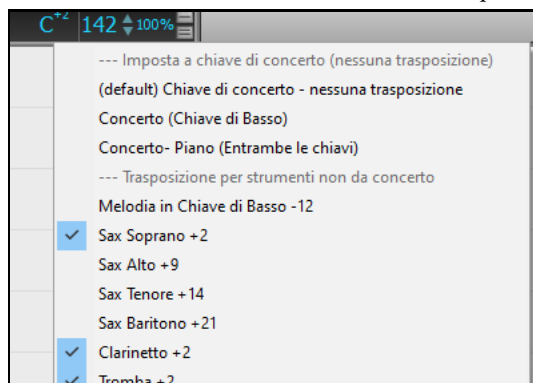 C+2 142 100%
--- Imposta a chiave di concerto (nessuna trasposizione)
(default) Chiave di concerto - nessuna trasposizione
Concerto (Chiave di Basso)
Concerto- Piano (Entrambe le chiavi)
--- Trasposizione per strumenti non da concerto
Melodia in Chiave di Basso -12
Sax Soprano +2
Sax Alto +9
Sax Tenore +14
Sax Baritono +21
Clarinetto +2
Tromba +2